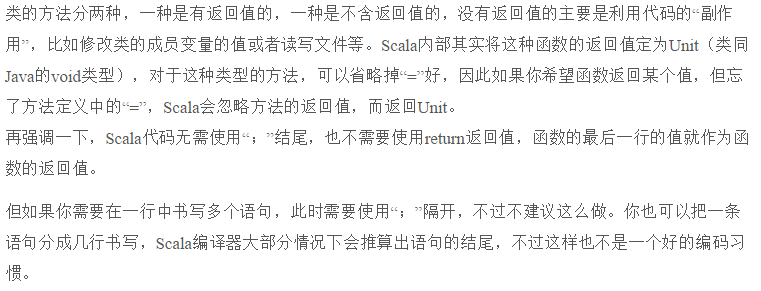 类的方法分两种，一种是有返回值的，一种是不含返回值的，没有返回值的主要是利用代码的“副作
用”，比如修改类的成员变量的值或者读写文件等。Scala内部其实将这种函数的返回值定为Unit（类同
Java的void类型），对于这种类型的方法，可以省略掉“=”好，因此如果你希望函数返回某个值，但忘
了方法定义中的“=”，Scala会忽略方法的返回值，而返回Unit。
再强调一下，Scala代码无需使用“；”结尾，也不需要使用return返回值，函数的最后一行的值就作为函
数的返回值。
但如果你需要在一行中书写多个语句，此时需要使用“；”隔开，不过不建议这么做。你也可以把一条
语句分成几行书写，Scala编译器大部分情况下会推算出语句的结尾，不过这样也不是一个好的编码习
惯。